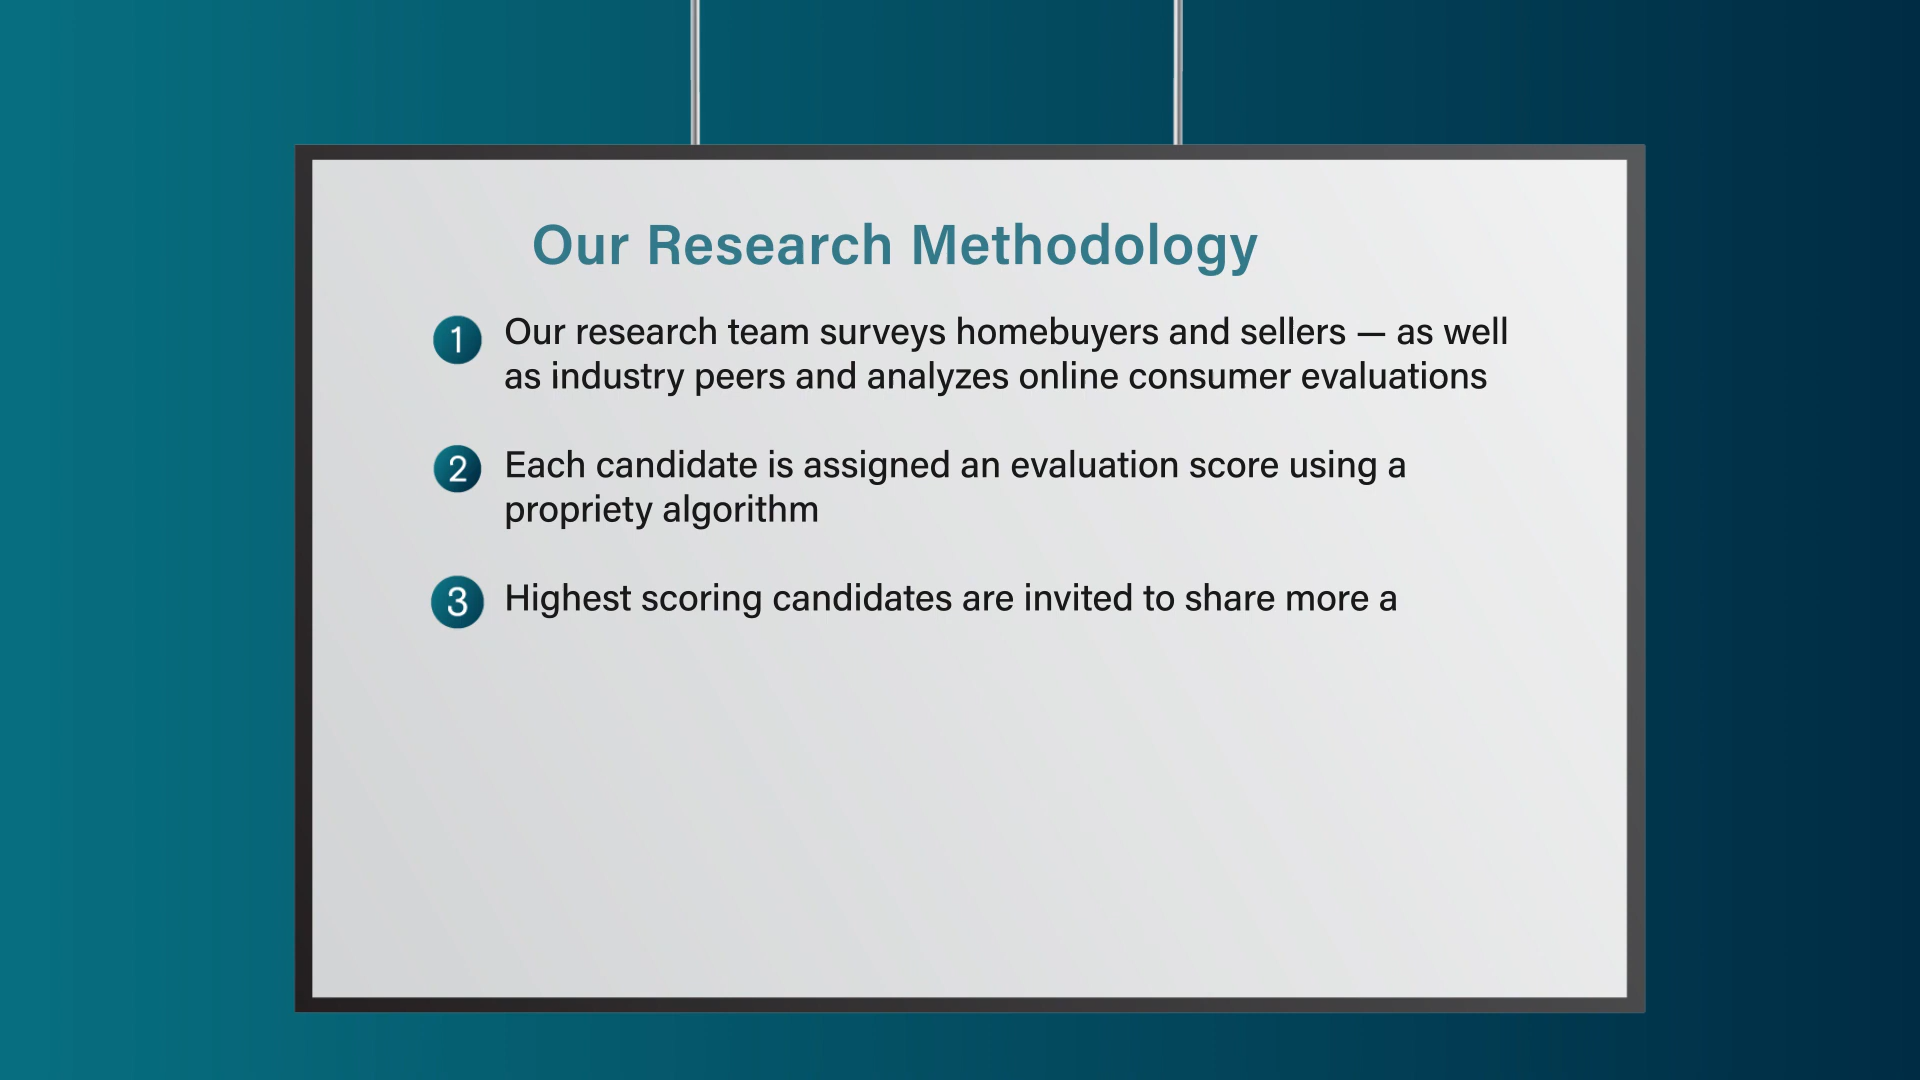 Our Research Methodology
1 Our research team surveys homebuyers and sellers — as well
as industry peers and analyzes online consumer evaluations
2 Each candidate is assigned an evaluation score using a
propriety algorithm
3 Highest scoring candidates are invited to share more a